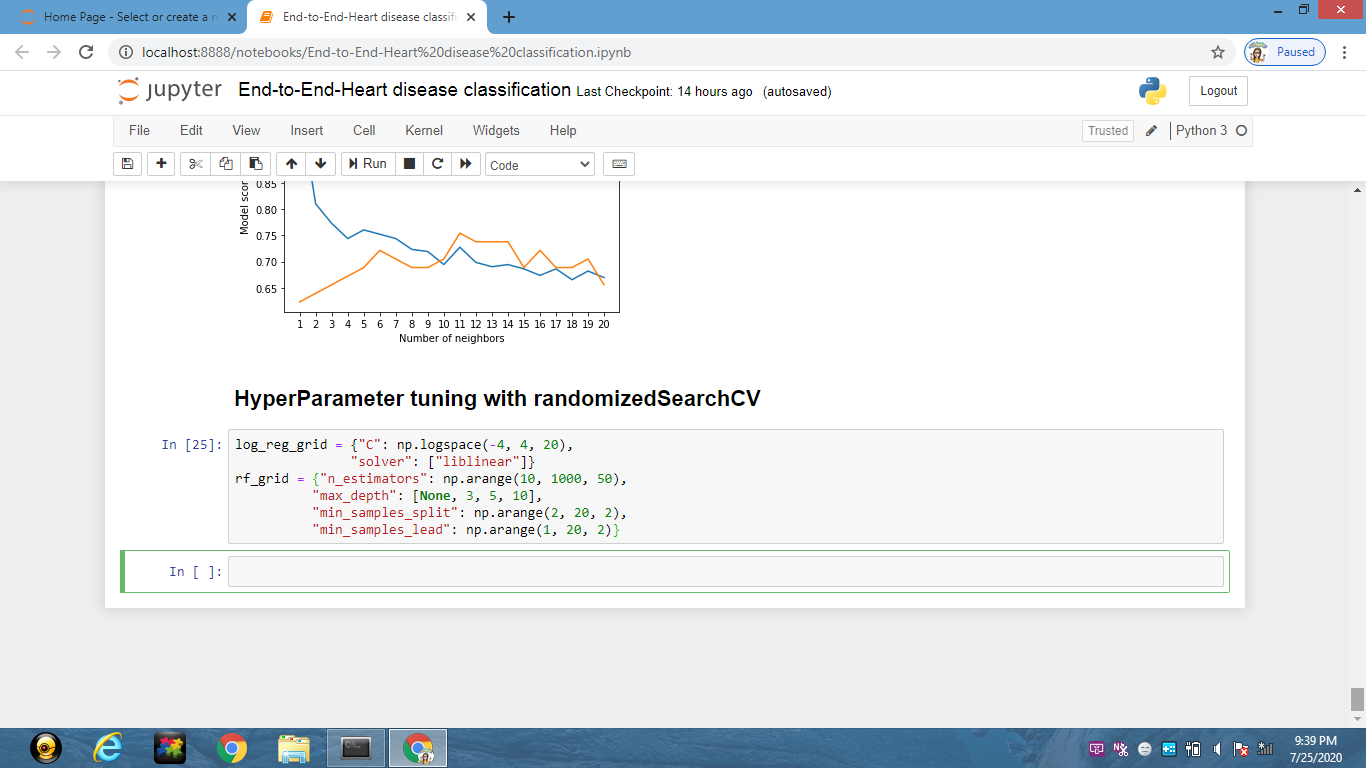 Home Page - Select or create a n
End-to-End-Heart disease classifi
localhost:8888/notebooks/End-to-End-Heart%20disease%20classification.ipynb
Paused
jupyter End-to-End-Heart disease classification Last Checkpoint: 14 hours ago (autosaved)
Logout
File Edit View Insert Cell Kernel Widgets Help
Trusted
Python 3
Run
Code
Model scor
0.85
0.80
0.75
0.70
0.65
1 2 3 4 5 6 7 8 9 10 11 12 13 14 15 16 17 18 19 20
Number of neighbors
HyperParameter tuning with randomizedSearchCV
In [25]:
log_reg_grid = {"C": np.logspace(-4, 4, 20),
"solver": ["liblinear"]}
rf_grid = {"n_estimators": np.arange(10, 1000, 50),
"max_depth": [None, 3, 5, 10],
"min_samples_split": np.arange(2, 20, 2),
"min_samples_lead": np.arange(1, 20, 2)}
In [ ]:
9:39 PM
7/25/2020